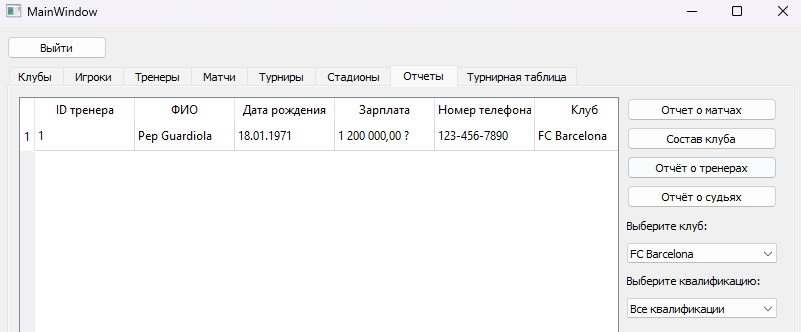 MainWindow
Выйти
Клубы Игроки Тренеры Матчи Турниры Стадионы Отчеты Турнирная таблица
ID тренера ФИО Дата рождения Зарплата Номер телефона Клуб
1 1 Pep Guardiola 18.01.1971 1 200 000,00 ? 123-456-7890 FC Barcelona
Отчет о матчах
Состав клуба
Отчёт о тренерах
Отчёт о судьях
Выберите клуб:
FC Barcelona
Выберите квалификацию:
Все квалификации